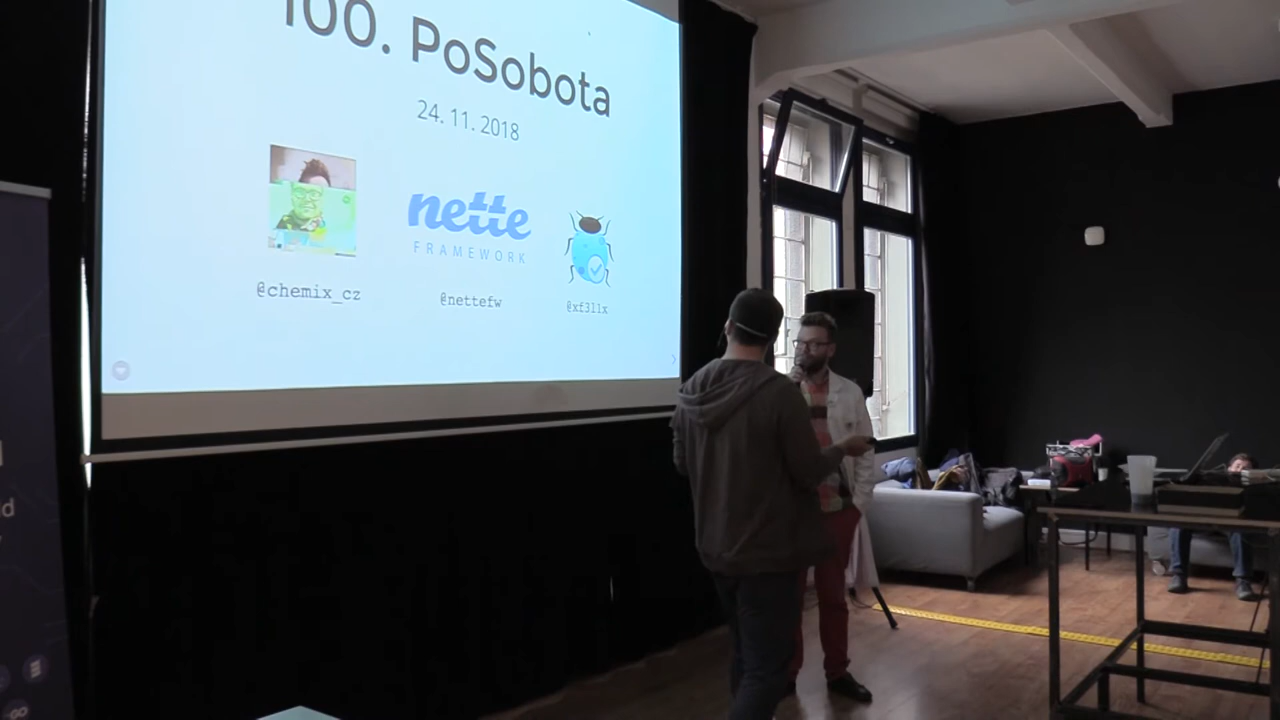 100. PoSobota
24. 11. 2018
nette
FRAMEWORK
@chemix_cz
@nettefw
@xf3l1x